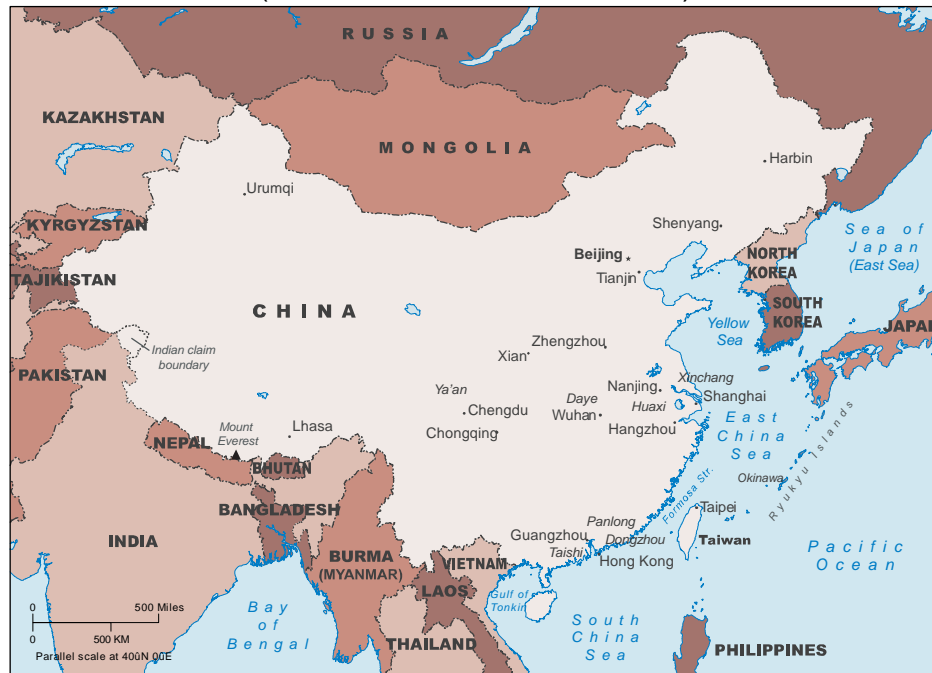 RUSSIA
KAZAKHSTAN
MONGOLIA
Harbin
Urumqi
KYRGYZSTAN
Shenyang
Sea of
Japan
(East Sea)
Beijing
NORTH
KOREA
Tianjin
TAJIKISTAN
CHINA
SOUTH
KOREA
Yellow
Sea
JAPAN
Indian claim
boundary
Zhengzhou
Xian
PAKISTAN
Ya'an
Nanjing
Xinchang
Daye
Huaxi
Shanghai
Chengdu
Wuhan
East
China
Sea
Mount
Everest
Lhasa
Chongqing
Hangzhou
NEPAL
BHUTAN
Okinawa
Ryukyu Islands
Formosa Str.
BANGLADESH
Taipei
INDIA
Panlong
Guangzhou
Dongzhou
Taishi
Taiwan
Pacific
Ocean
BURMA
(MYANMAR)
VIETNAM
Hong Kong
LAOS
Gulf of
Tonkin
0 500 Miles
0 500 KM
Parallel scale at 40ûN 0ûE
Bay
of
Bengal
South
China
Sea
THAILAND
PHILIPPINES